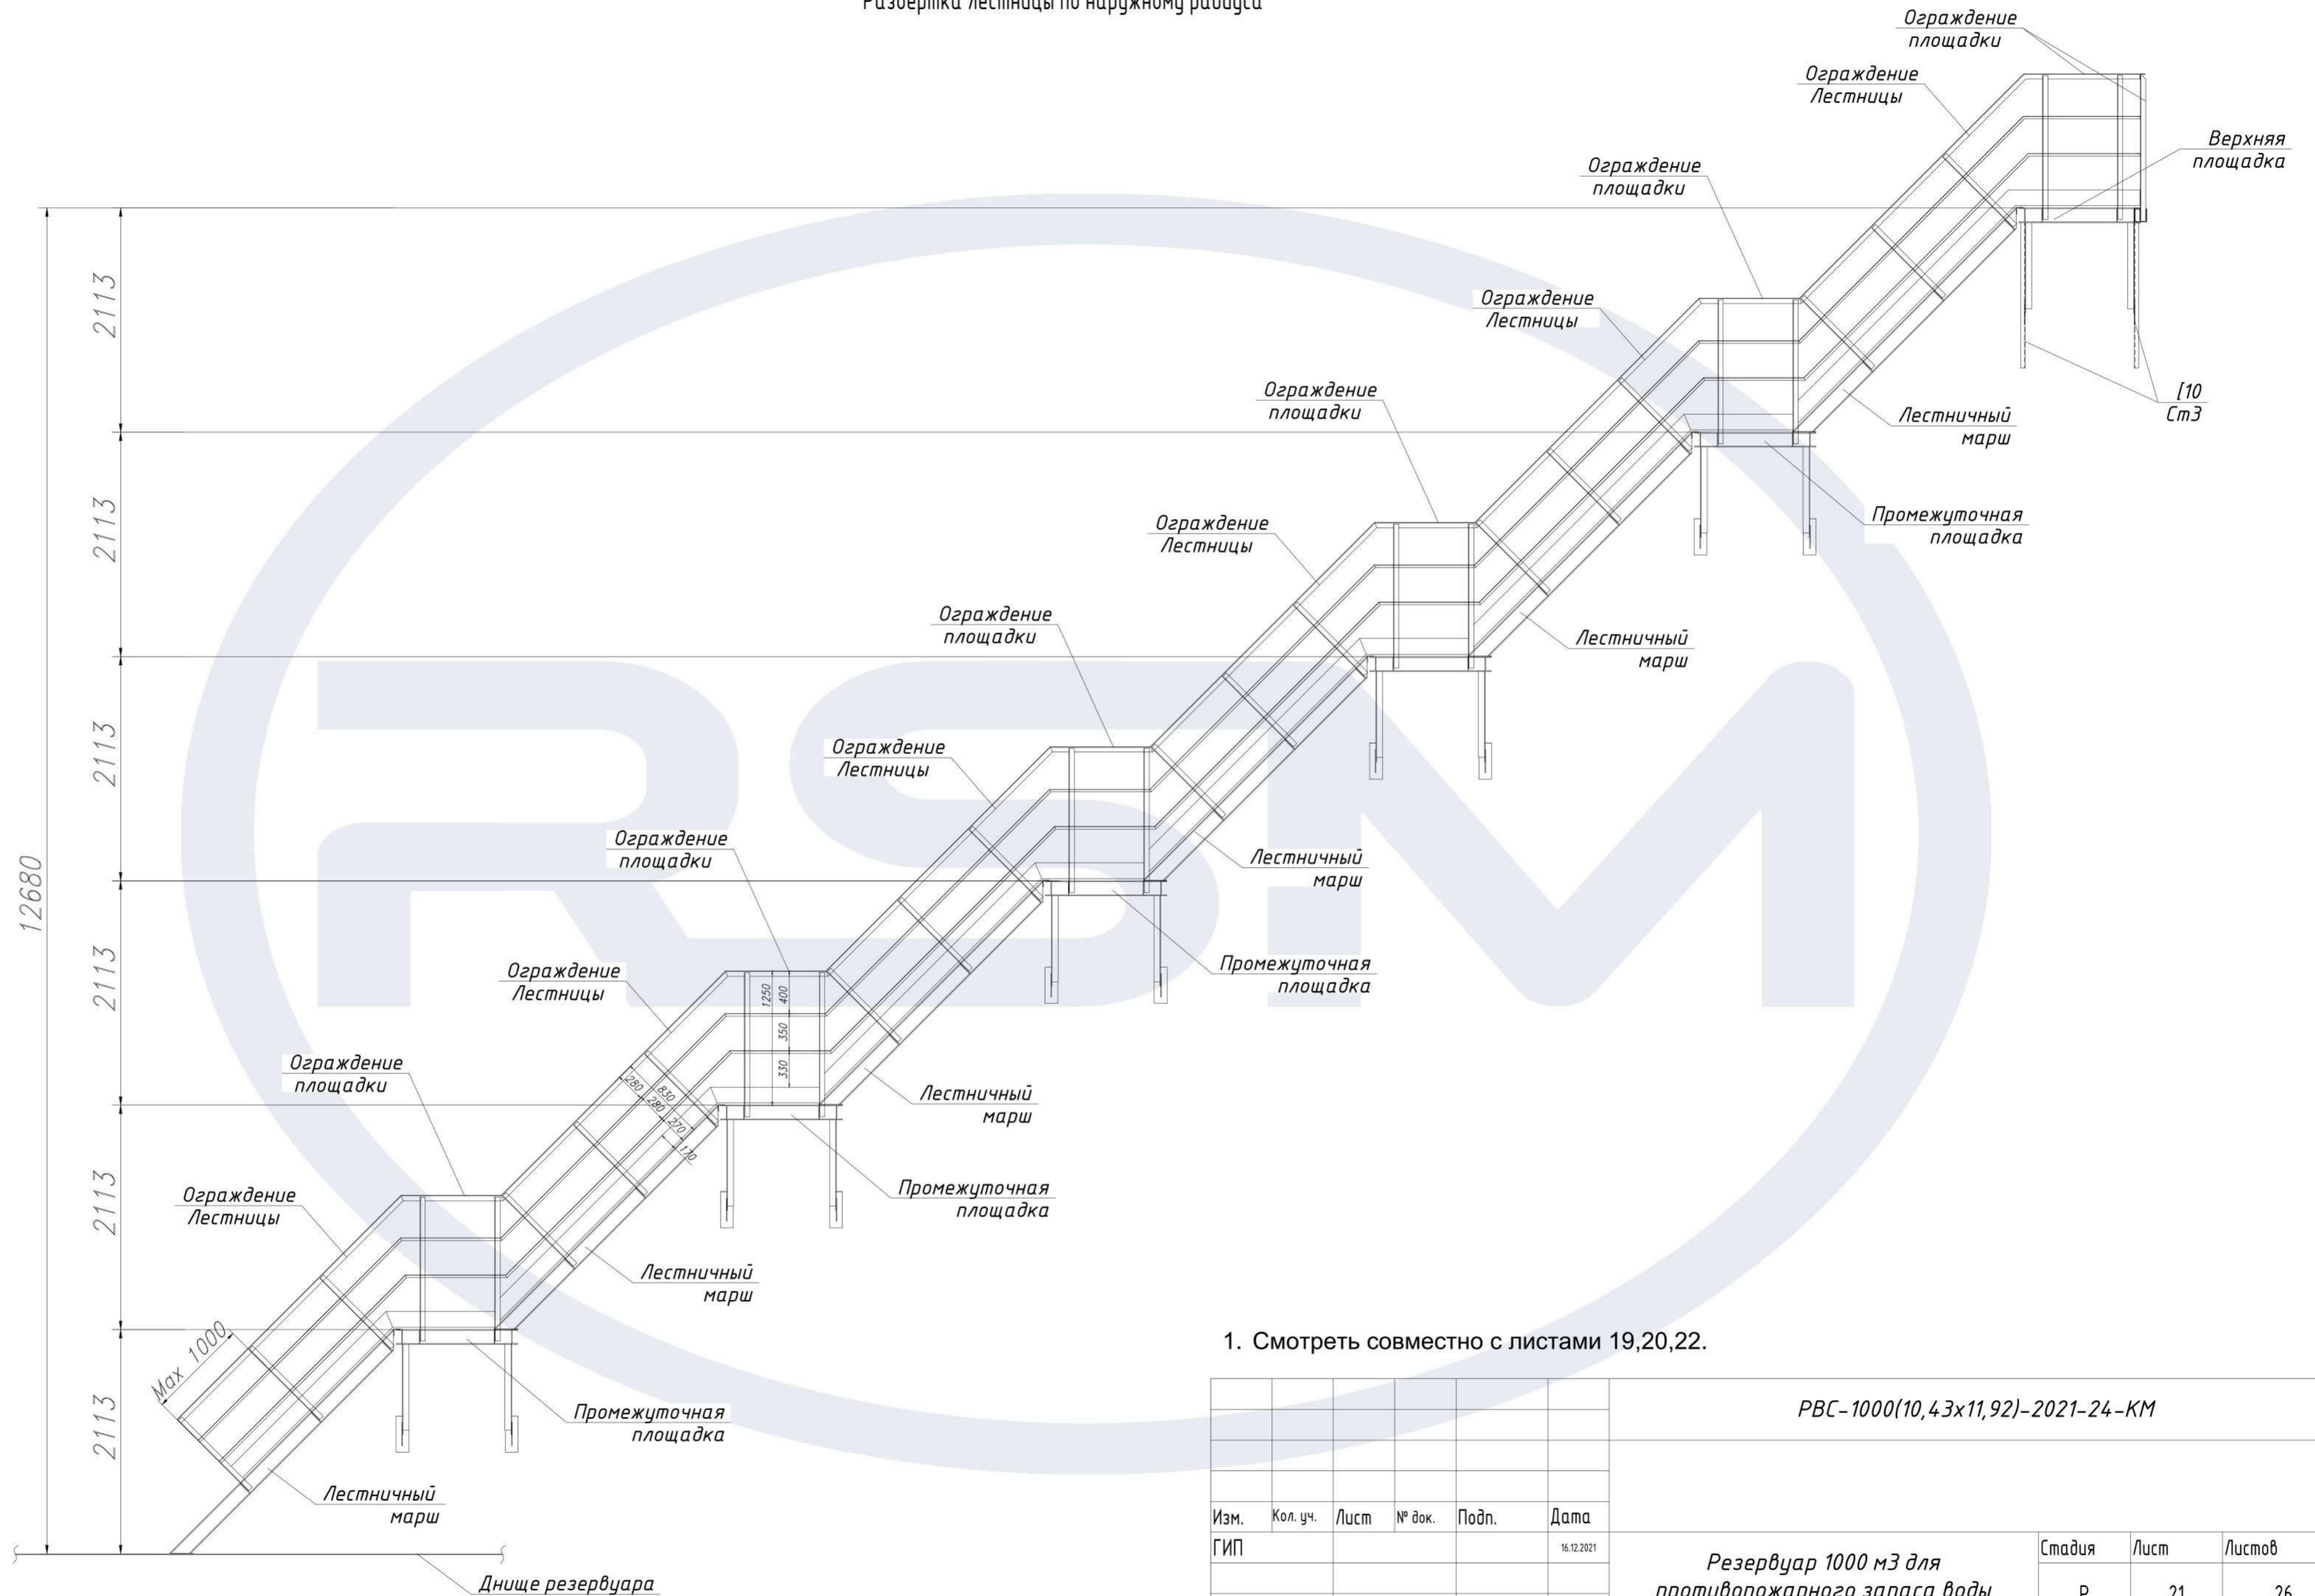 Развертка лестницы по наружному радиуса
Ограждение
площадки
Ограждение
Лестницы
Верхняя
площадка
Ограждение
площадки
Ограждение
Лестницы
[10
Ст3
Лестничный
марш
Ограждение
площадки
Промежуточная
площадка
Ограждение
Лестницы
Лестничный
марш
Ограждение
площадки
Ограждение
Лестницы
Лестничный
марш
Ограждение
площадки
Промежуточная
площадка
Ограждение
Лестницы
1250
400
350
330
Ограждение
площадки
280
830
280
270
170
Лестничный
марш
Промежуточная
площадка
Ограждение
Лестницы
Лестничный
марш
Max 1000
Промежуточная
площадка
Лестничный
марш
Днище резервуара
12680
2113
2113
2113
2113
2113
2113
RSM
1. Смотреть совместно с листами 19,20,22.
РВС-1000(10,43х11,92)-2021-24-КМ
Изм. Кол. уч. Лист № док. Подп. Дата
ГИП 16.12.2021
Резервуар 1000 м3 для
противопожарного запаса воды
Стадия Лист Листов
Р 21 26